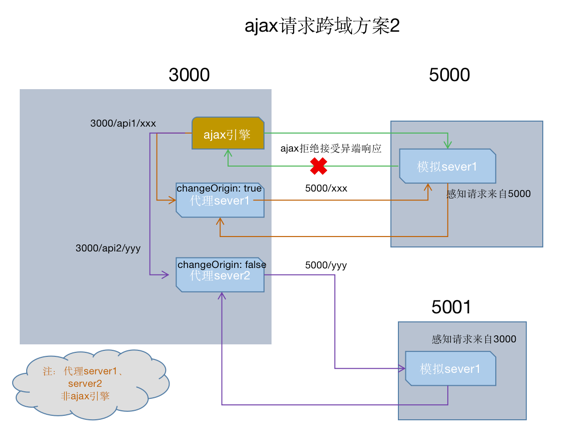 ajax请求跨域方案2
3000
5000
3000/api1/xxx
ajax引擎
ajax拒绝接受异端响应
模拟sever1
changeOrigin: true
代理sever1
5000/xxx
感知请求来自5000
3000/api2/yyy
changeOrigin: false
代理sever2
5000/yyy
5001
感知请求来自3000
模拟sever1
注：代理server1、
server2
非ajax引擎